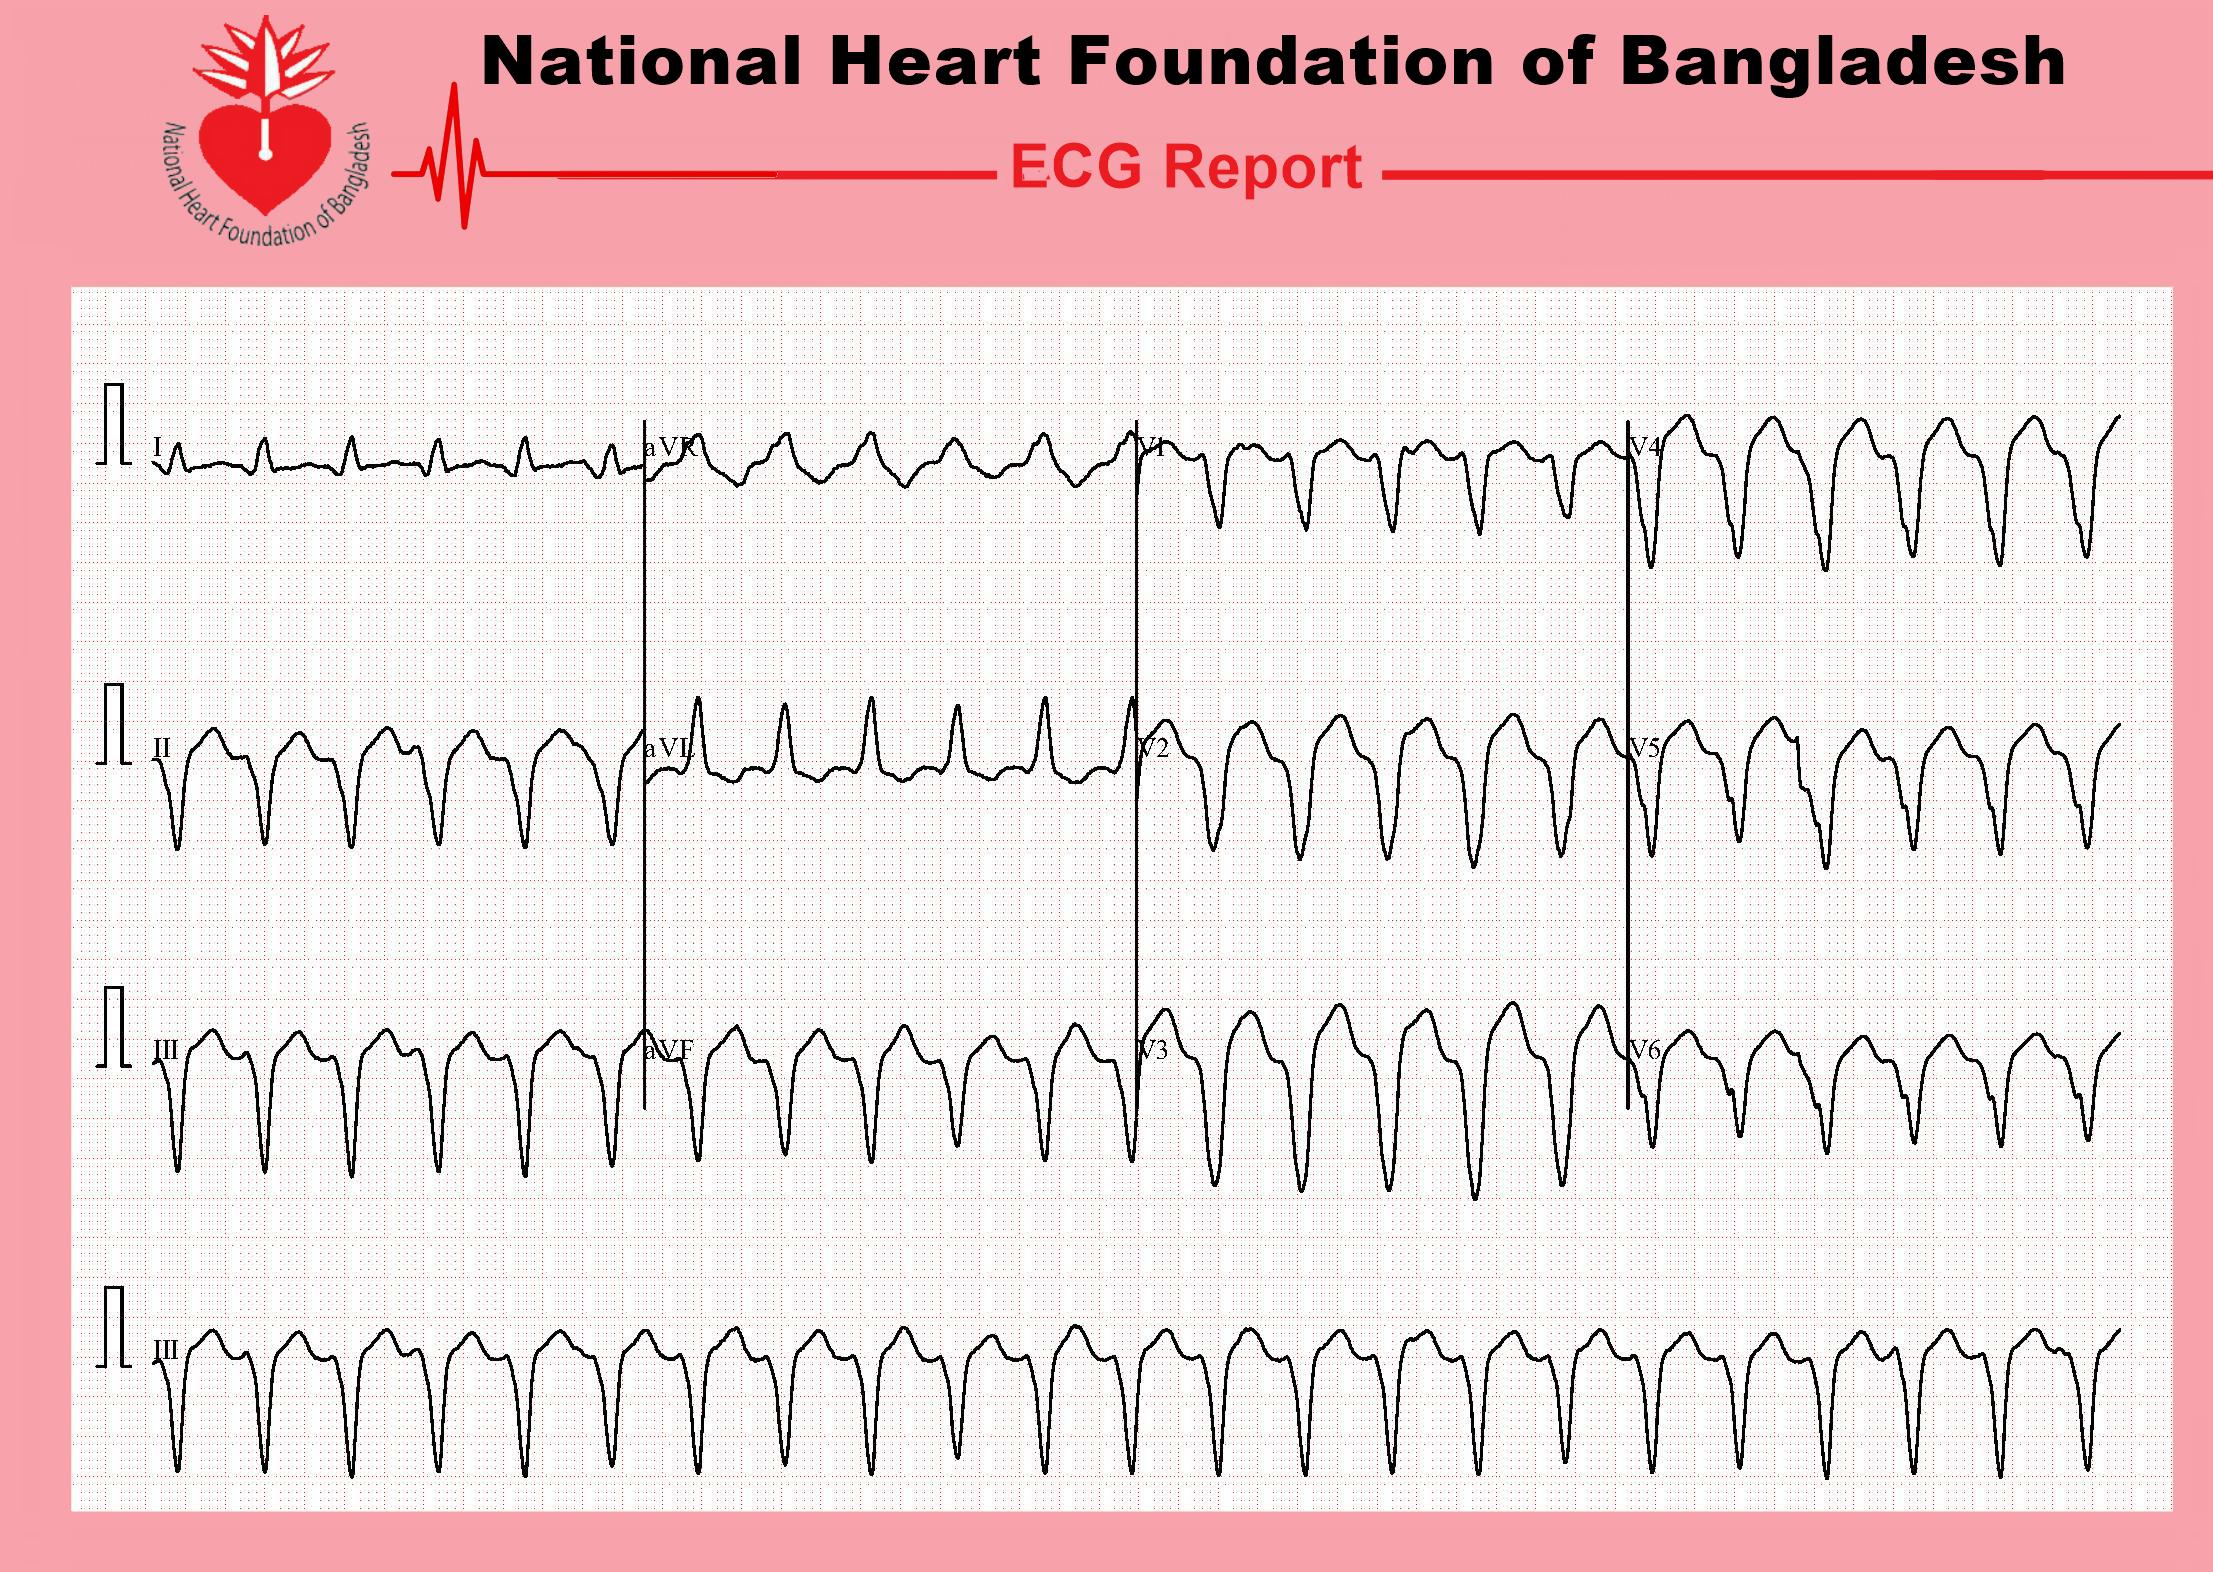 National Heart Foundation of Bangladesh
National Heart Foundation of Bangladesh
ECG Report
I
aVR
V1
V4
II
aVL
V2
V5
III
aVF
V3
V6
III